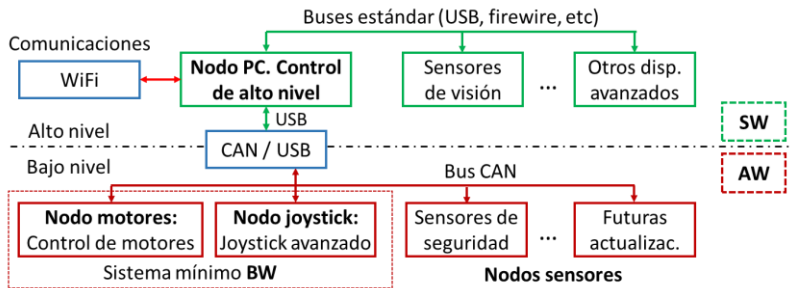 Buses estándar (USB, firewire, etc)
Comunicaciones
WiFi
Nodo PC. Control
de alto nivel
Sensores
de visión
...
Otros disp.
avanzados
USB
Alto nivel
SW
CAN / USB
Bajo nivel
AW
Bus CAN
Nodo motores:
Control de motores
Nodo joystick:
Joystick avanzado
Sensores de
seguridad
...
Futuras
actualizac.
Sistema mínimo BW
Nodos sensores